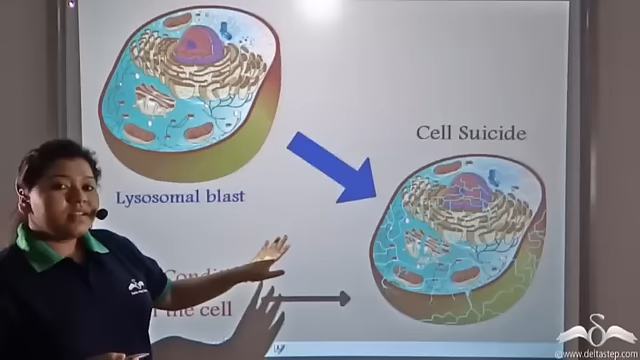 Cell Suicide
Lysosomal blast
the cell
©www.deltastep.com